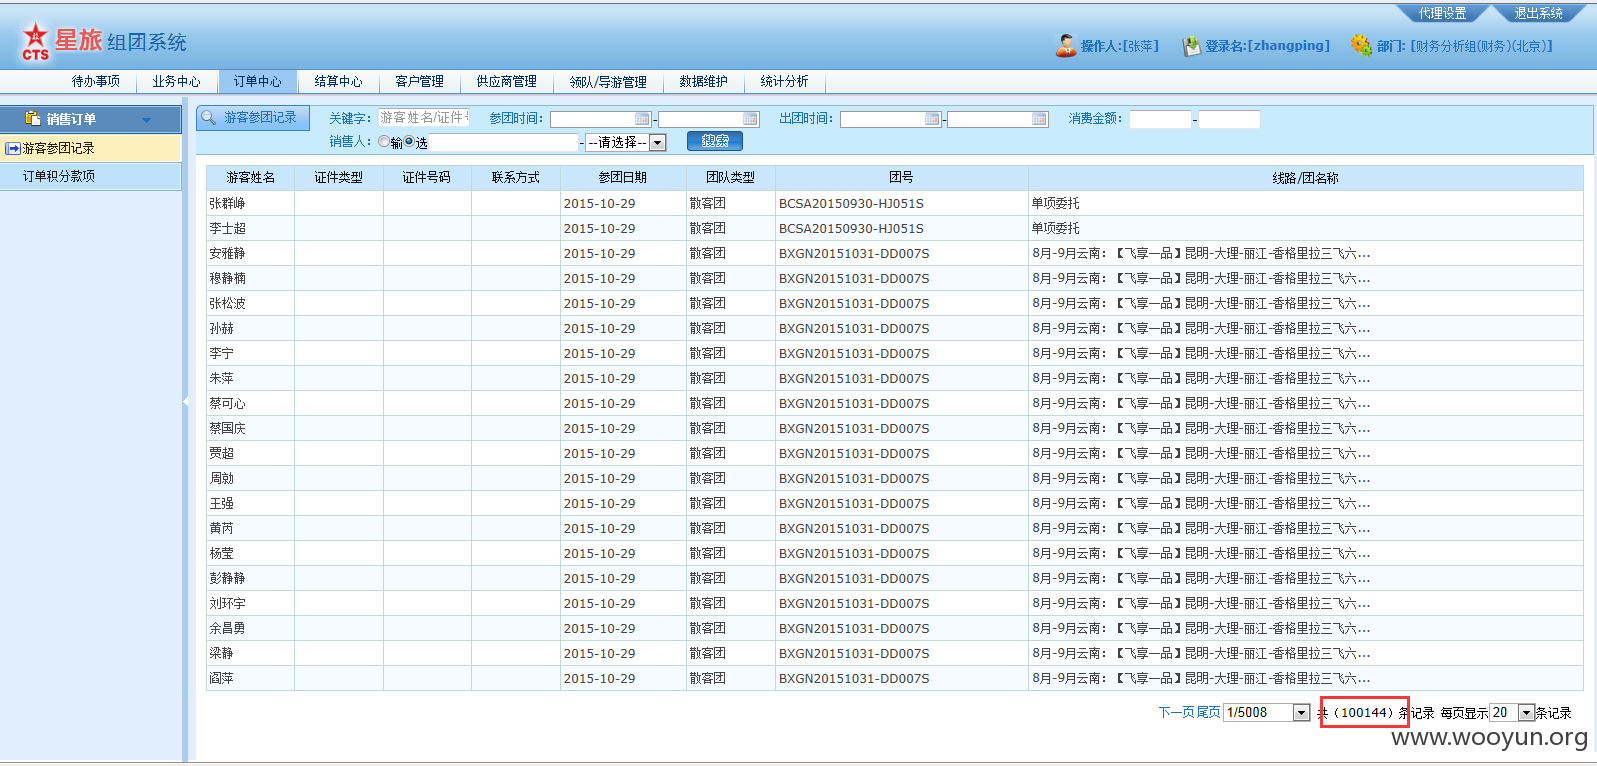 代理设置 退出系统
CTS 星旅 组团系统
操作人:[张萍] 登录名:[zhangping] 部门: [财务分析组(财务)(北京)]
待办事项 业务中心 订单中心 结算中心 客户管理 供应商管理 领队/导游管理 数据维护 统计分析
销售订单
游客参团记录
订单积分款项
游客参团记录 关键字: 游客姓名/证件号 参团时间: - 出团时间: - 消费金额: -
销售人: 输 选 - --请选择-- 搜索
游客姓名 证件类型 证件号码 联系方式 参团日期 团队类型 团号 线路/团名称
张群峥 2015-10-29 散客团 BCSA20150930-HJ051S 单项委托
李士超 2015-10-29 散客团 BCSA20150930-HJ051S 单项委托
安雅静 2015-10-29 散客团 BXGN20151031-DD007S 8月-9月云南:【飞享一品】昆明-大理-丽江-香格里拉三飞六...
穆静楠 2015-10-29 散客团 BXGN20151031-DD007S 8月-9月云南:【飞享一品】昆明-大理-丽江-香格里拉三飞六...
张松波 2015-10-29 散客团 BXGN20151031-DD007S 8月-9月云南:【飞享一品】昆明-大理-丽江-香格里拉三飞六...
孙赫 2015-10-29 散客团 BXGN20151031-DD007S 8月-9月云南:【飞享一品】昆明-大理-丽江-香格里拉三飞六...
李宁 2015-10-29 散客团 BXGN20151031-DD007S 8月-9月云南:【飞享一品】昆明-大理-丽江-香格里拉三飞六...
朱萍 2015-10-29 散客团 BXGN20151031-DD007S 8月-9月云南:【飞享一品】昆明-大理-丽江-香格里拉三飞六...
蔡可心 2015-10-29 散客团 BXGN20151031-DD007S 8月-9月云南:【飞享一品】昆明-大理-丽江-香格里拉三飞六...
蔡国庆 2015-10-29 散客团 BXGN20151031-DD007S 8月-9月云南:【飞享一品】昆明-大理-丽江-香格里拉三飞六...
贾超 2015-10-29 散客团 BXGN20151031-DD007S 8月-9月云南:【飞享一品】昆明-大理-丽江-香格里拉三飞六...
周勍 2015-10-29 散客团 BXGN20151031-DD007S 8月-9月云南:【飞享一品】昆明-大理-丽江-香格里拉三飞六...
王强 2015-10-29 散客团 BXGN20151031-DD007S 8月-9月云南:【飞享一品】昆明-大理-丽江-香格里拉三飞六...
黄芮 2015-10-29 散客团 BXGN20151031-DD007S 8月-9月云南:【飞享一品】昆明-大理-丽江-香格里拉三飞六...
杨莹 2015-10-29 散客团 BXGN20151031-DD007S 8月-9月云南:【飞享一品】昆明-大理-丽江-香格里拉三飞六...
彭静静 2015-10-29 散客团 BXGN20151031-DD007S 8月-9月云南:【飞享一品】昆明-大理-丽江-香格里拉三飞六...
刘环宇 2015-10-29 散客团 BXGN20151031-DD007S 8月-9月云南:【飞享一品】昆明-大理-丽江-香格里拉三飞六...
余昌勇 2015-10-29 散客团 BXGN20151031-DD007S 8月-9月云南:【飞享一品】昆明-大理-丽江-香格里拉三飞六...
梁静 2015-10-29 散客团 BXGN20151031-DD007S 8月-9月云南:【飞享一品】昆明-大理-丽江-香格里拉三飞六...
阎萍 2015-10-29 散客团 BXGN20151031-DD007S 8月-9月云南:【飞享一品】昆明-大理-丽江-香格里拉三飞六...
下一页 尾页 1/5008 共（100144）条记录 每页显示 20 条记录
www.wooyun.org